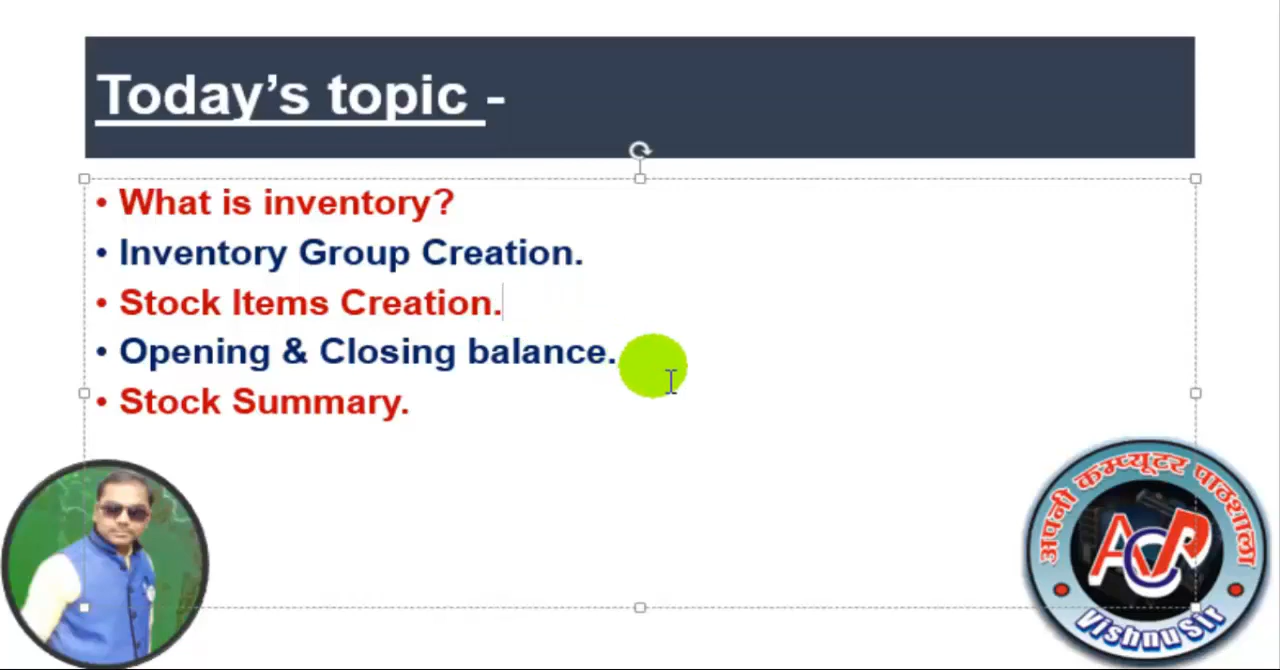 Today’s topic -
• What is inventory?
• Inventory Group Creation.
• Stock Items Creation.
• Opening & Closing balance.
• Stock Summary.
अपनी कम्प्यूटर पाठशाला
ACP
Vishnu Sir